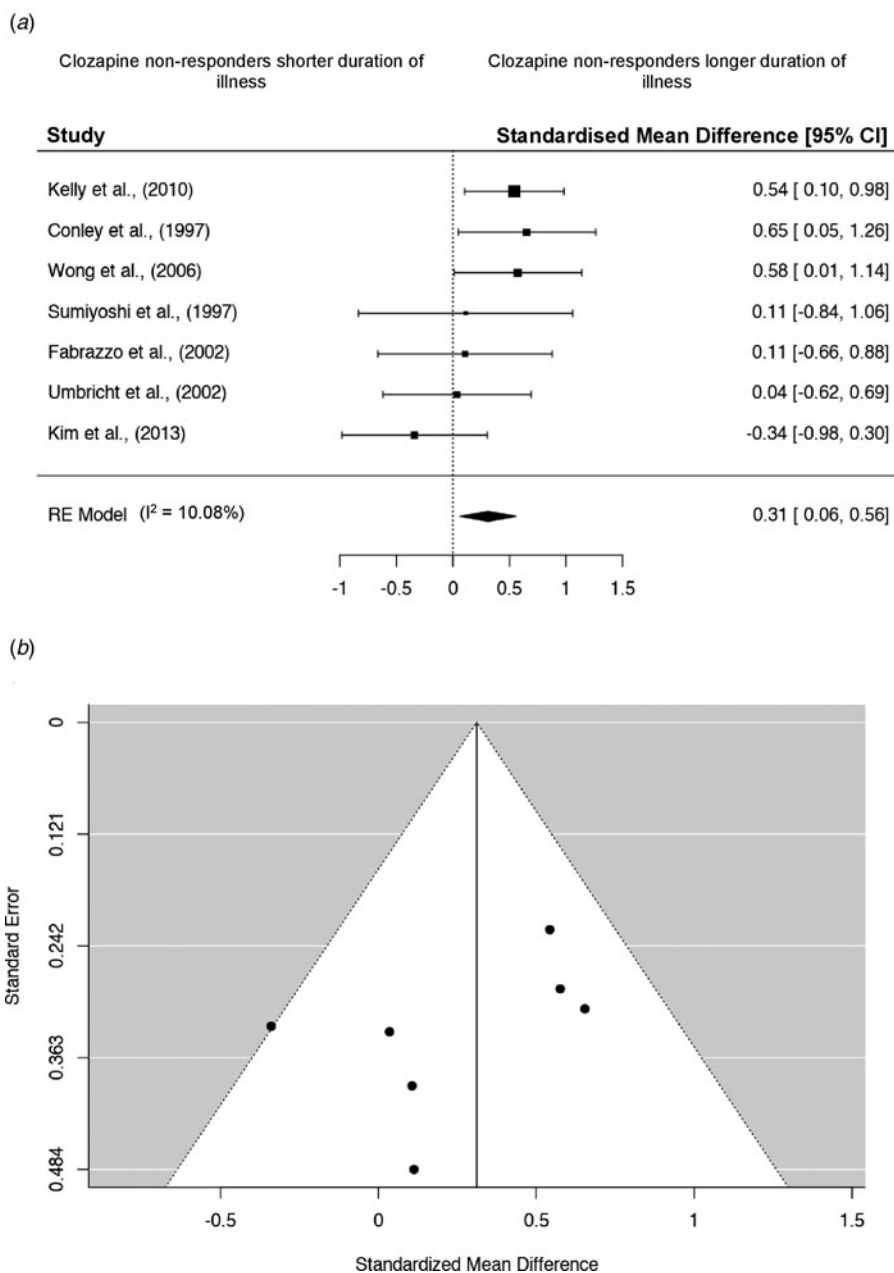 (a)
Clozapine non-responders shorter duration of
illness
Clozapine non-responders longer duration of
illness
Study Standardised Mean Difference [95% CI]
Kelly et al., (2010) 0.54 [ 0.10, 0.98]
Conley et al., (1997) 0.65 [ 0.05, 1.26]
Wong et al., (2006) 0.58 [ 0.01, 1.14]
Sumiyoshi et al., (1997) 0.11 [-0.84, 1.06]
Fabrazzo et al., (2002) 0.11 [-0.66, 0.88]
Umbricht et al., (2002) 0.04 [-0.62, 0.69]
Kim et al., (2013) -0.34 [-0.98, 0.30]
RE Model (I² = 10.08%) 0.31 [ 0.06, 0.56]
-1 -0.5 0 0.5 1 1.5
(b)
Standard Error
0
0.121
0.242
0.363
0.484
-0.5 0 0.5 1 1.5
Standardized Mean Difference